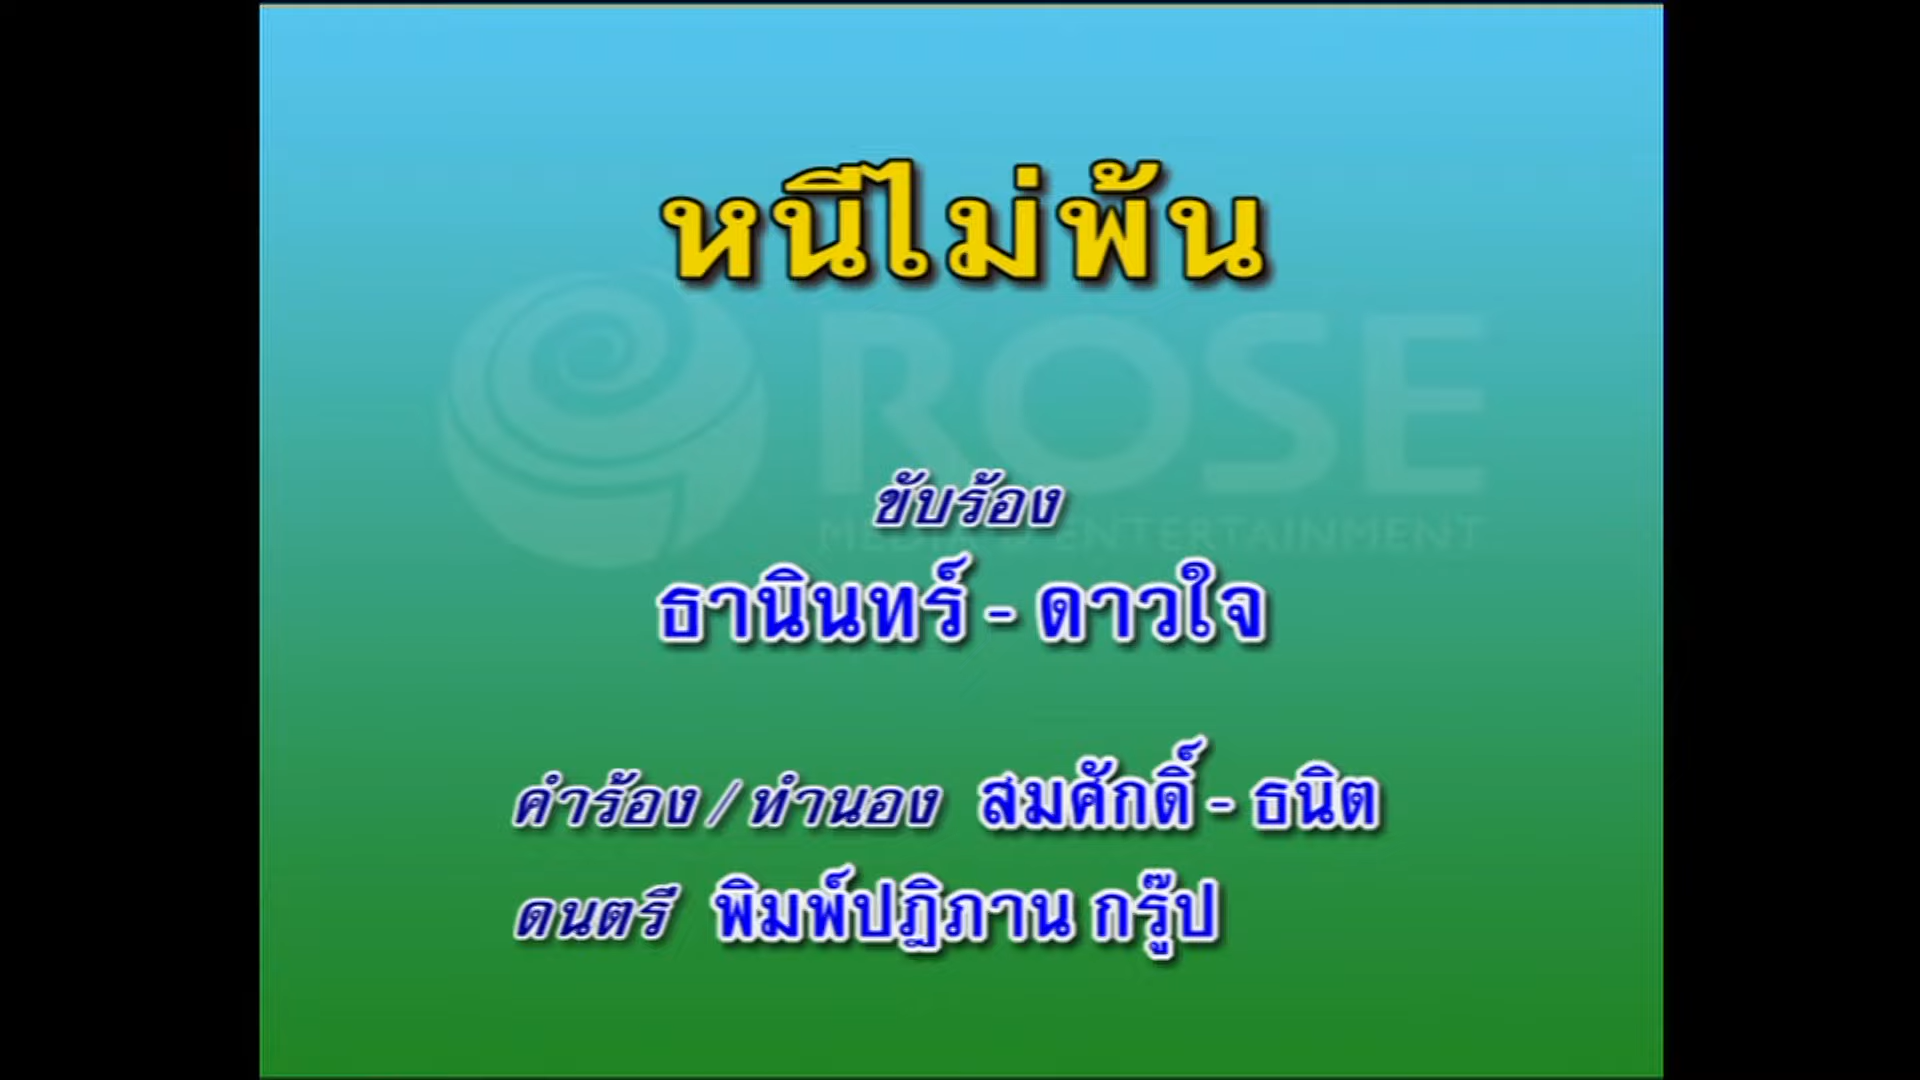 หนีไม่พ้น
ROSE
MEDIA & ENTERTAINMENT
ขับร้อง
ธานินทร์ - ดาวใจ
คำร้อง / ทำนอง สมศักดิ์ - ธนิต
ดนตรี พิมพ์ปฏิภาน กรุ๊ป